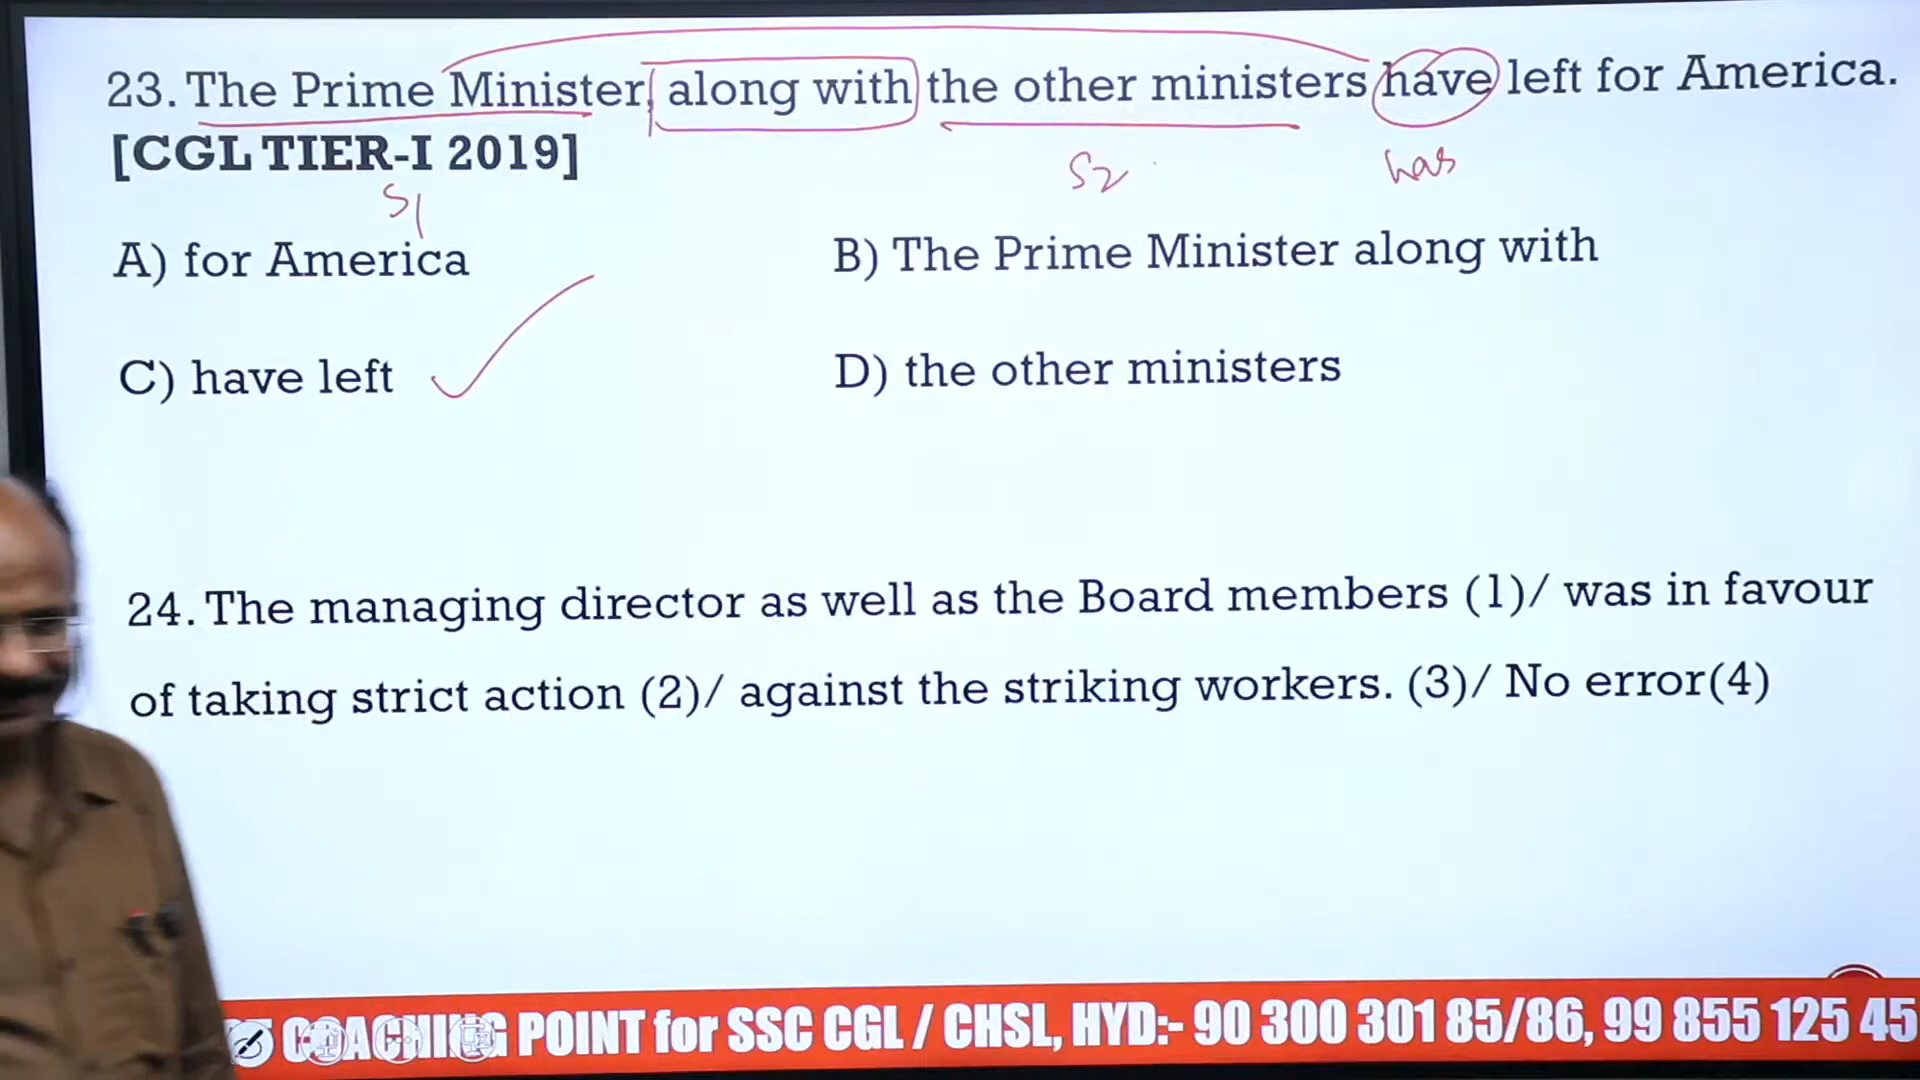 23. The Prime Minister, along with the other ministers have left for America.
[CGL TIER-I 2019]
S1
S2
has
A) for America
B) The Prime Minister along with
C) have left
D) the other ministers
24. The managing director as well as the Board members (1)/ was in favour
of taking strict action (2)/ against the striking workers. (3)/ No error(4)
COACHING POINT for SSC CGL / CHSL, HYD:- 90 300 301 85/86, 99 855 125 45